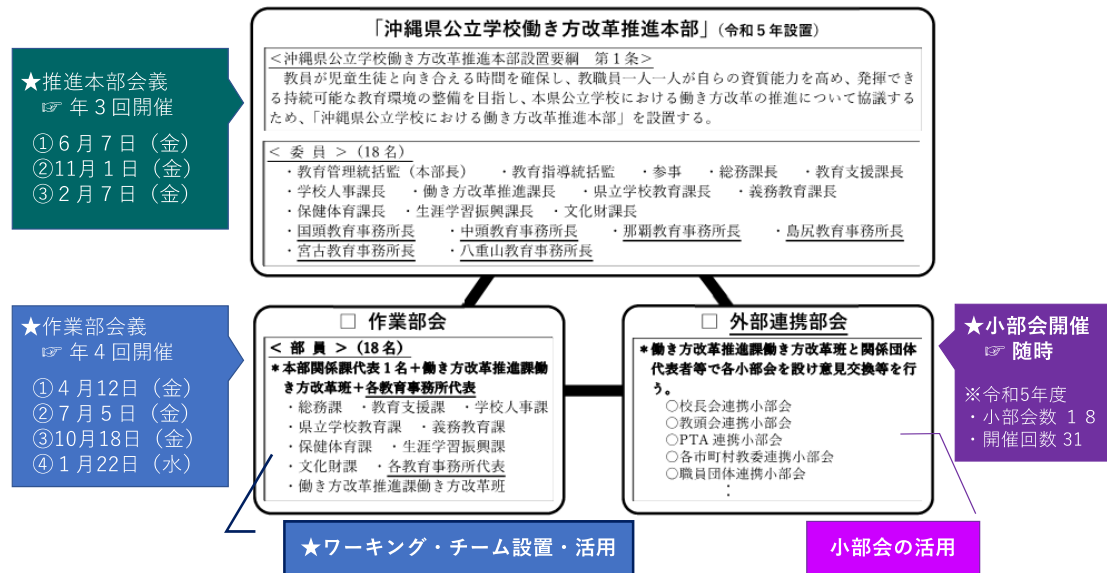 「沖縄県公立学校働き方改革推進本部」(令和５年設置)
＜沖縄県公立学校働き方改革推進本部設置要綱　第１条＞
教員が児童生徒と向き合える時間を確保し、教職員一人一人が自らの資質能力を高め、発揮でき
る持続可能な教育環境の整備を目指し、本県公立学校における働き方改革の推進について協議する
ため、「沖縄県公立学校における働き方改革推進本部」を設置する。
＜ 委 員 ＞（18名）
・教育管理統括監（本部長）　・教育指導統括監　・参事　・総務課長　・教育支援課長
・学校人事課長　・働き方改革推進課長　・県立学校教育課長　・義務教育課長
・保健体育課長　・生涯学習振興課長　・文化財課長
・国頭教育事務所長　・中頭教育事務所長　・那覇教育事務所長　・島尻教育事務所長
・宮古教育事務所長　・八重山教育事務所長
★推進本部会議
☞ 年３回開催
①６月７日（金）
②11月１日（金）
③２月７日（金）
★作業部会議
☞ 年４回開催
①４月12日（金）
②７月５日（金）
③10月18日（金）
④１月22日（水）
□ 作業部会
＜ 部 員 ＞（18名）
＊本部関係課代表１名＋働き方改革推進課働
き方改革班＋各教育事務所代表
・総務課　・教育支援課　・学校人事課
・県立学校教育課　・義務教育課
・保健体育課　・生涯学習振興課
・文化財課　・各教育事務所代表
・働き方改革推進課働き方改革班
★ワーキング・チーム設置・活用
□ 外部連携部会
＊働き方改革推進課働き方改革班と関係団体
代表者等で各小部会を設け意見交換等を行
う。
○校長会連携小部会
○教頭会連携小部会
○PTA連携小部会
○各市町村教委連携小部会
○職員団体連携小部会
：
★小部会開催
☞ 随時
※令和5年度
・小部会数 １８
・開催回数 31
小部会の活用